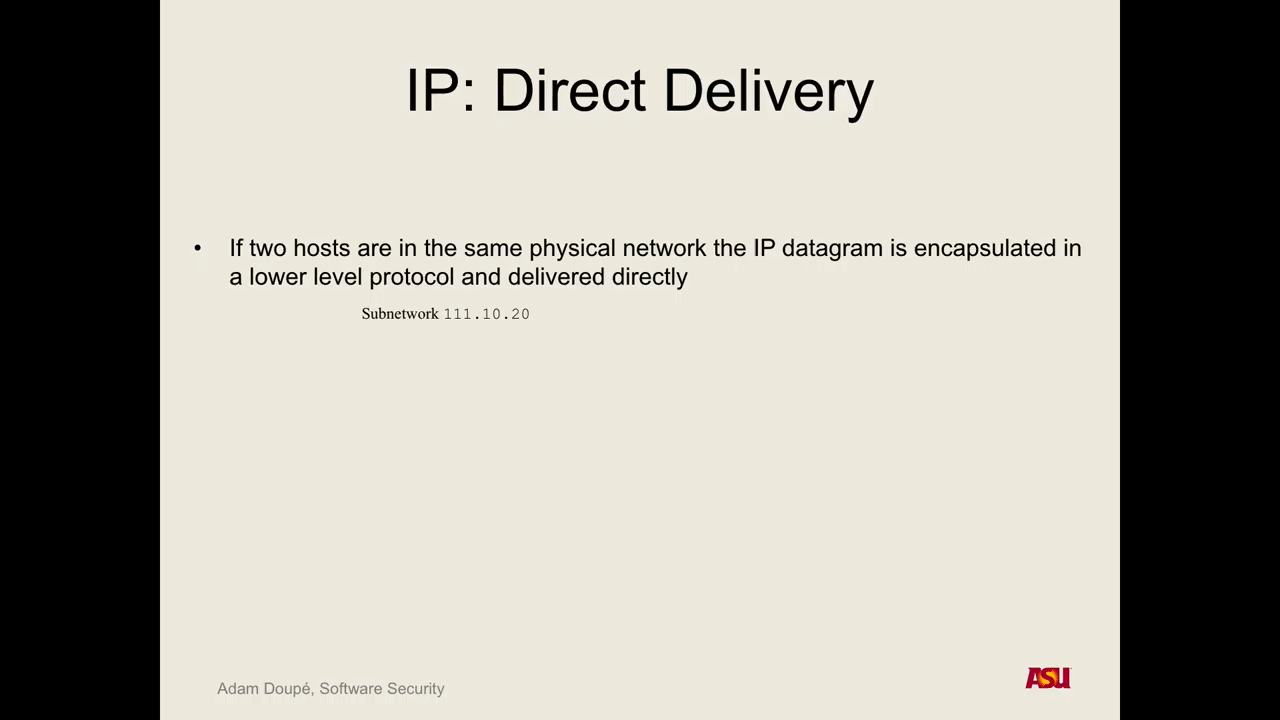 IP: Direct Delivery
• If two hosts are in the same physical network the IP datagram is encapsulated in
a lower level protocol and delivered directly
Subnetwork 111.10.20
Adam Doupé, Software Security
ASU